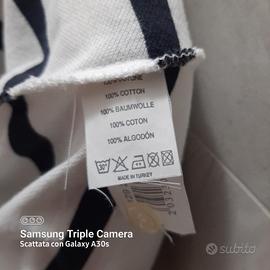 100% COTTON
100% BAUMWOLLE
100% COTON
100% ALGODÓN
30°
MADE IN TURKEY
Samsung Triple Camera
Scattata con Galaxy A30s
subito